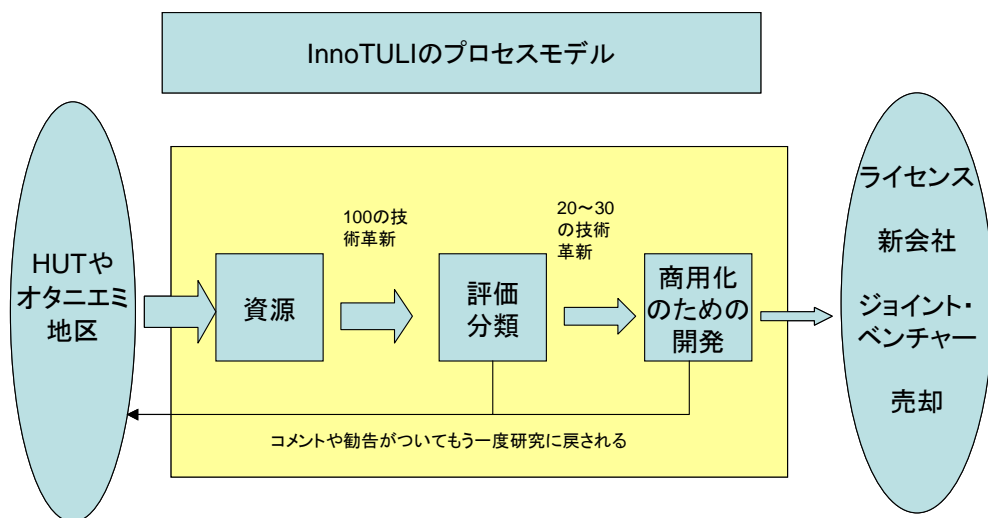 InnoTULIのプロセスモデル
HUTや
オタニエミ
地区
資源
100の技
術革新
評価
分類
20～30
の技術
革新
商用化
のための
開発
ライセンス
新会社
ジョイント・
ベンチャー
売却
コメントや勧告がついてもう一度研究に戻される